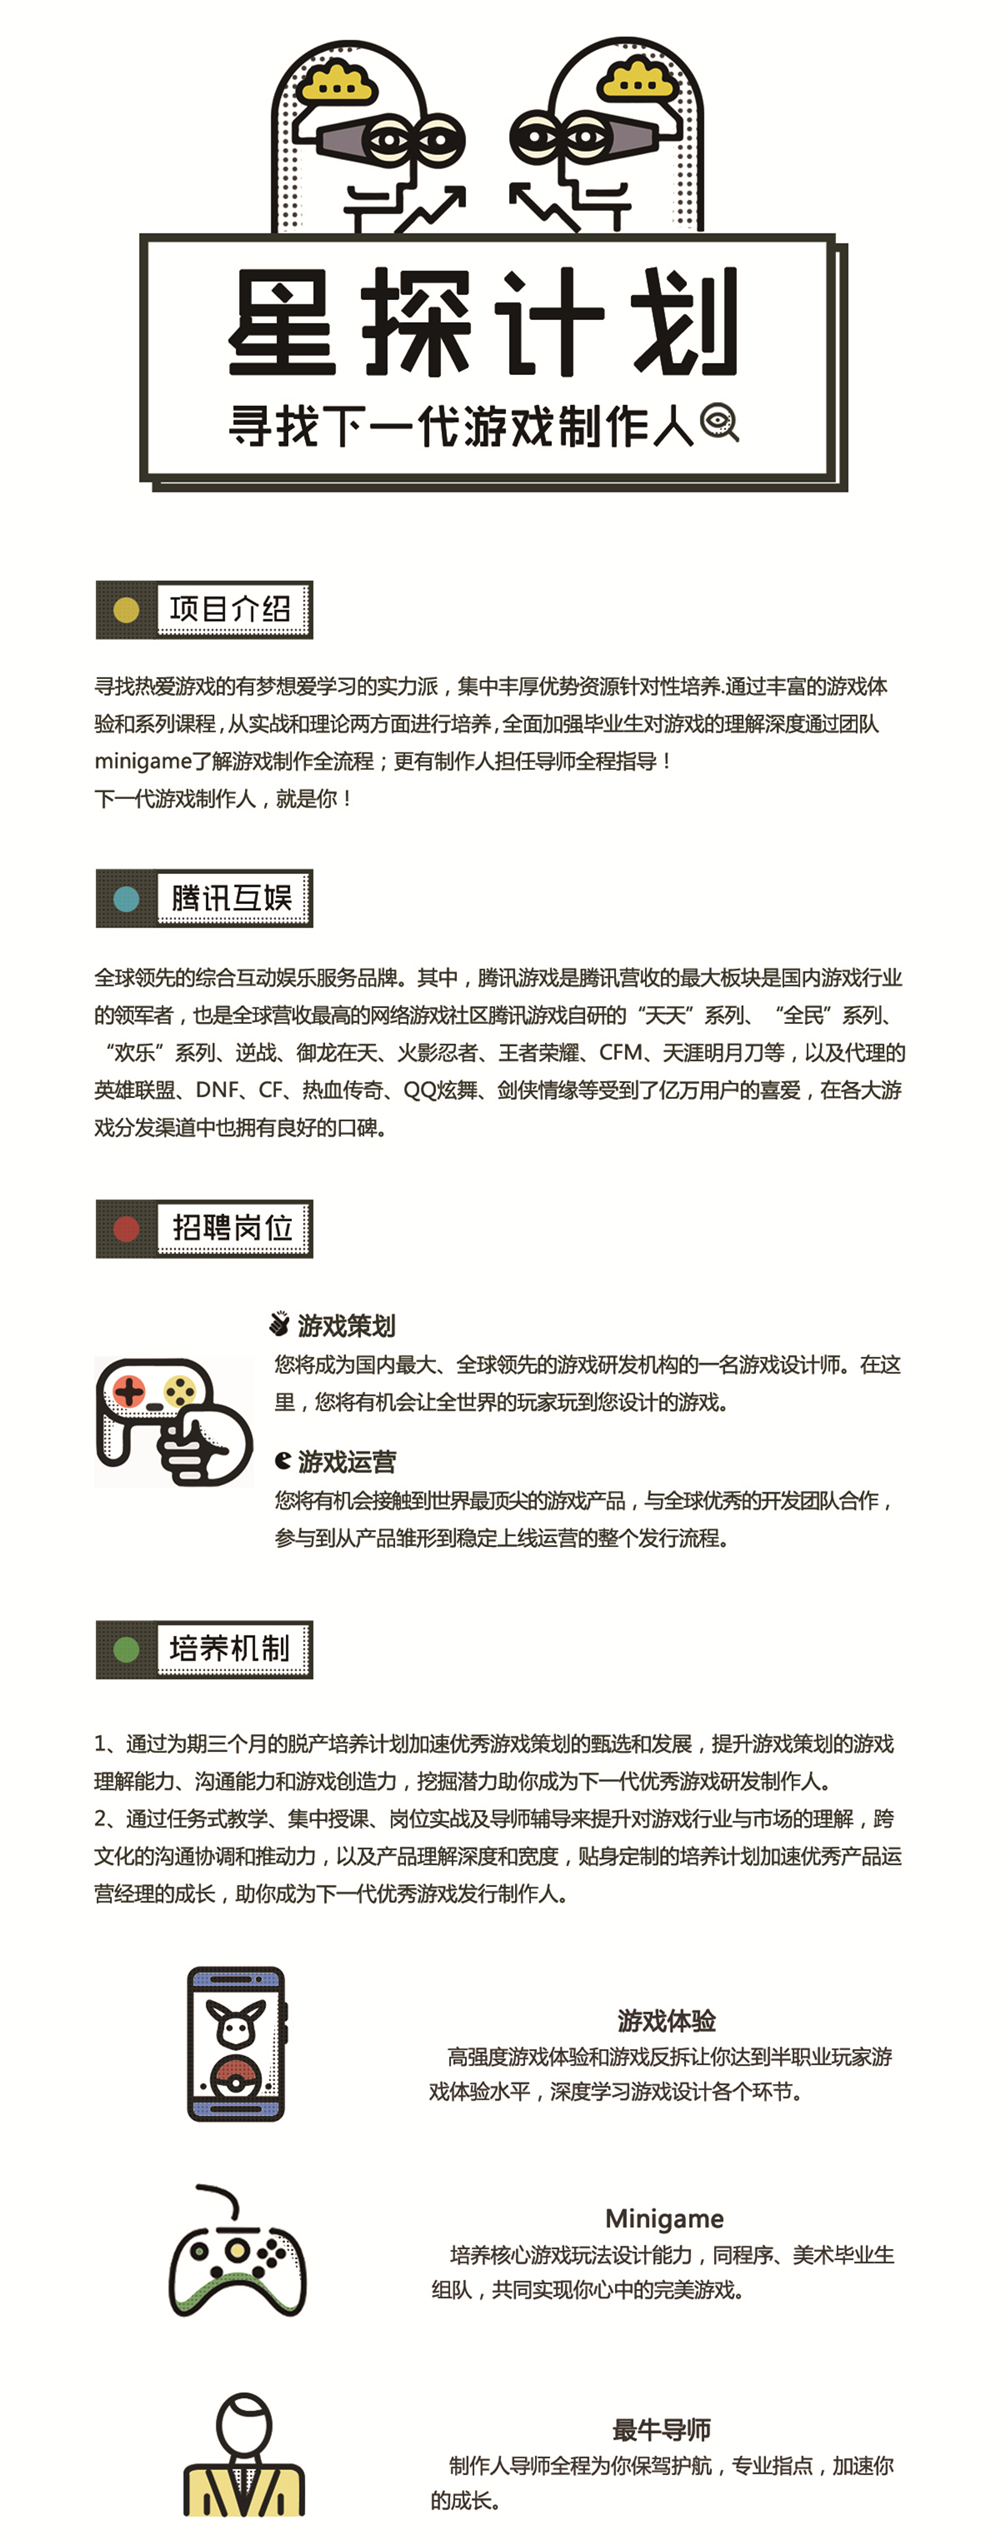 星探计划
寻找下一代游戏制作人
项目介绍
寻找热爱游戏的有梦想爱学习的实力派，集中丰厚优势资源针对性培养.通过丰富的游戏体
验和系列课程,从实战和理论两方面进行培养,全面加强毕业生对游戏的理解深度通过团队
minigame了解游戏制作全流程；更有制作人担任导师全程指导！
下一代游戏制作人，就是你！
腾讯互娱
全球领先的综合互动娱乐服务品牌。其中，腾讯游戏是腾讯营收的最大板块是国内游戏行业
的领军者，也是全球营收最高的网络游戏社区腾讯游戏自研的“天天”系列、“全民”系列、
“欢乐”系列、逆战、御龙在天、火影忍者、王者荣耀、CFM、天涯明月刀等，以及代理的
英雄联盟、DNF、CF、热血传奇、QQ炫舞、剑侠情缘等受到了亿万用户的喜爱，在各大游
戏分发渠道中也拥有良好的口碑。
招聘岗位
游戏策划
您将成为国内最大、全球领先的游戏研发机构的一名游戏设计师。在这
里，您将有机会让全世界的玩家玩到您设计的游戏。
游戏运营
您将有机会接触到世界最顶尖的游戏产品，与全球优秀的开发团队合作，
参与到从产品雏形到稳定上线运营的整个发行流程。
培养机制
1、通过为期三个月的脱产培养计划加速优秀游戏策划的甄选和发展，提升游戏策划的游戏
理解能力、沟通能力和游戏创造力，挖掘潜力助你成为下一代优秀游戏研发制作人。
2、通过任务式教学、集中授课、岗位实战及导师辅导来提升对游戏行业与市场的理解，跨
文化的沟通协调和推动力，以及产品理解深度和宽度，贴身定制的培养计划加速优秀产品运
营经理的成长，助你成为下一代优秀游戏发行制作人。
游戏体验
高强度游戏体验和游戏反拆让你达到半职业玩家游
戏体验水平，深度学习游戏设计各个环节。
Minigame
培养核心游戏玩法设计能力，同程序、美术毕业生
组队，共同实现你心中的完美游戏。
最牛导师
制作人导师全程为你保驾护航，专业指点，加速你
的成长。